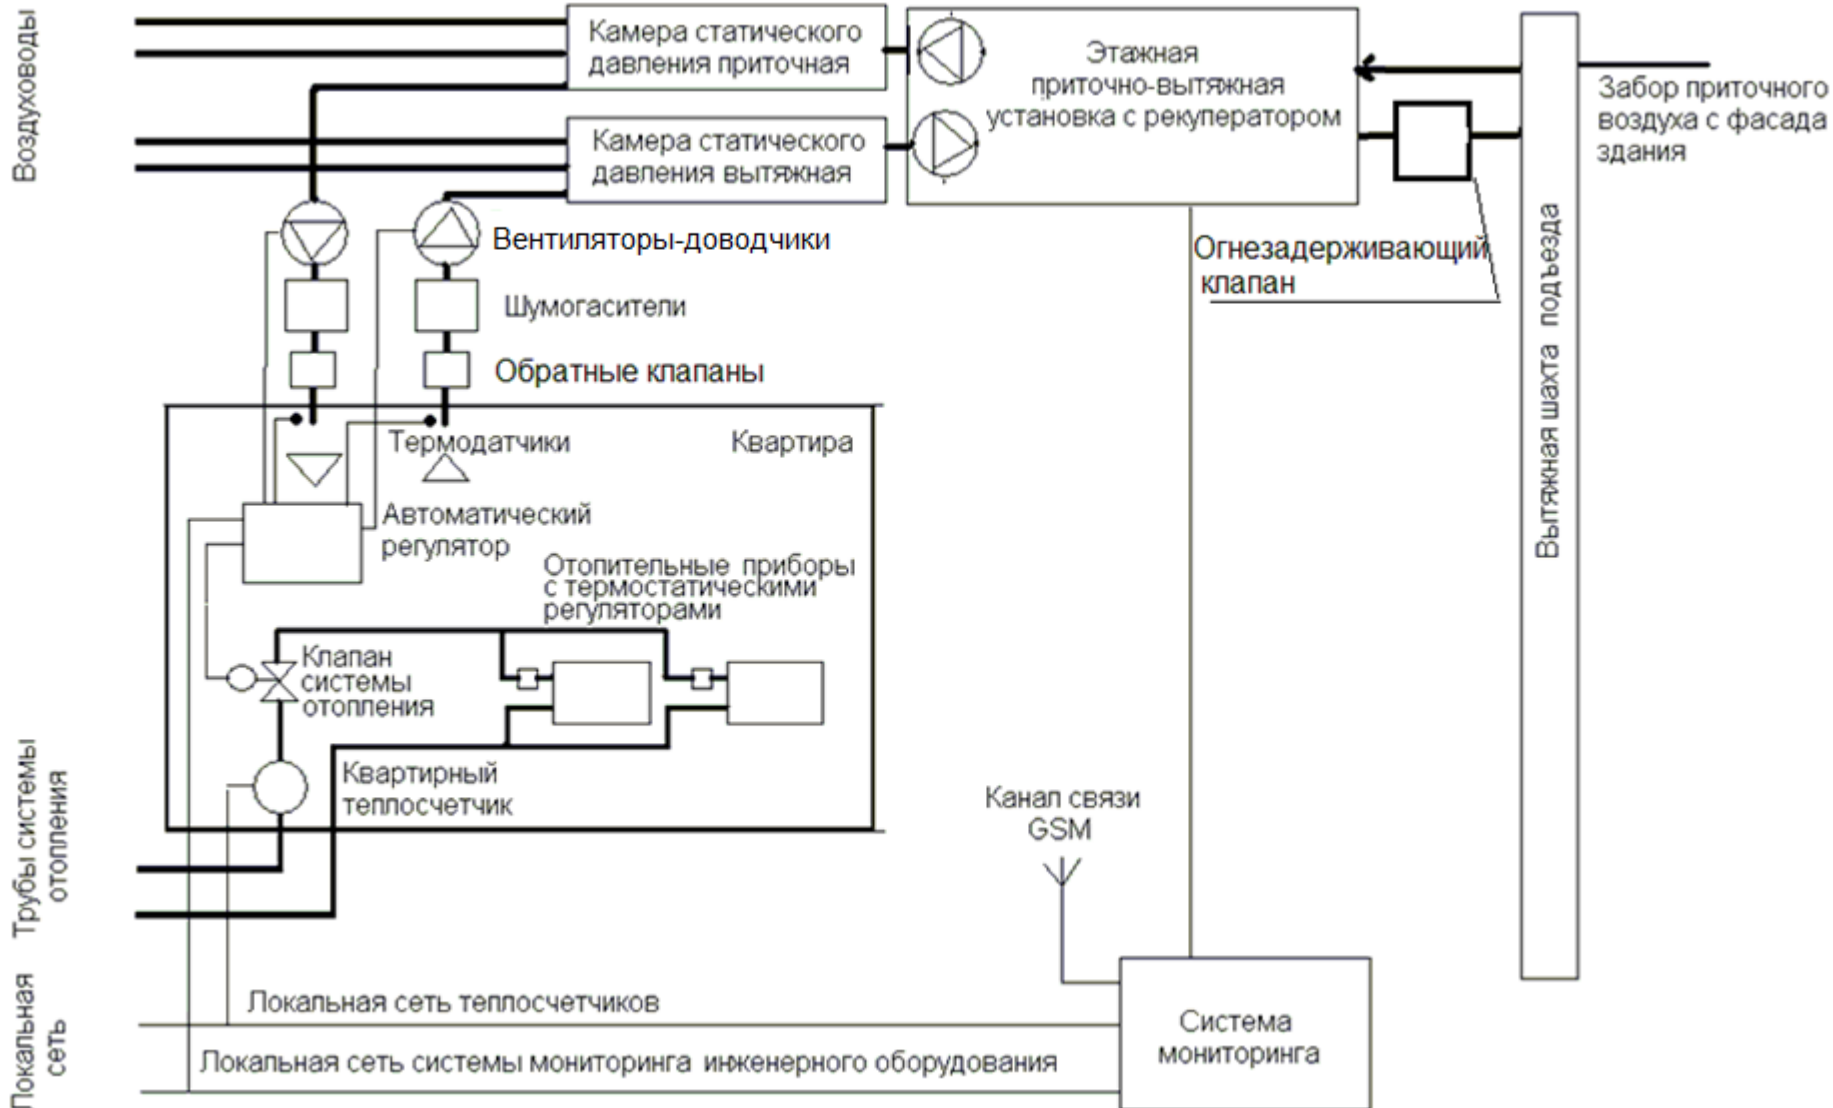 Воздуховоды
Камера статического
давления приточная
Этажная
приточно-вытяжная
установка с рекуператором
Забор приточного
воздуха с фасада
здания
Камера статического
давления вытяжная
Вентиляторы-доводчики
Огнезадерживающий
клапан
Шумогасители
Обратные клапаны
Вытяжная шахта подъезда
Термодатчики
Квартира
Автоматический
регулятор
Отопительные приборы
с термостатическими
регуляторами
Клапан
системы
отопления
Квартирный
теплосчетчик
Трубы системы
отопления
Канал связи
GSM
Локальная сеть теплосчетчиков
Локальная сеть системы мониторинга инженерного оборудования
Локальная
сеть
Система
мониторинга